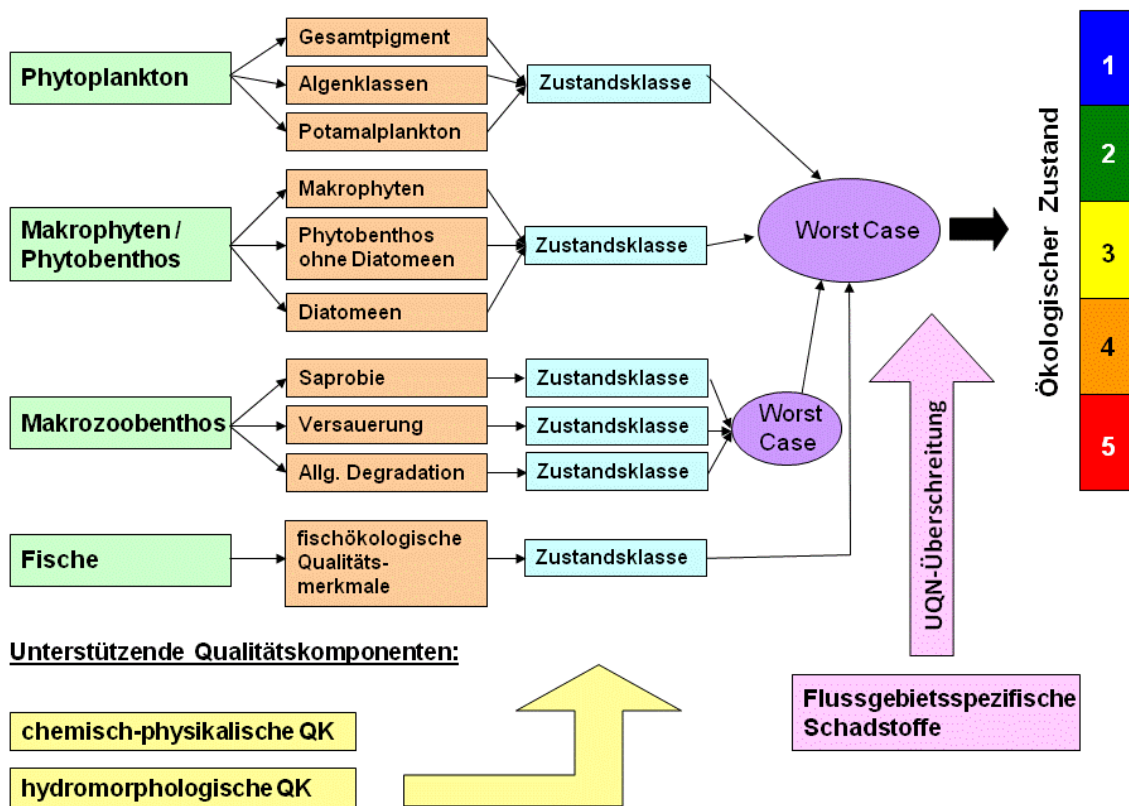 Phytoplankton
Gesamtpigment
Algenklassen
Potamalplankton
Zustandsklasse
Makrophyten /
Phytobenthos
Makrophyten
Phytobenthos
ohne Diatomeen
Diatomeen
Zustandsklasse
Makrozoobenthos
Saprobie
Versauerung
Allg. Degradation
Zustandsklasse
Zustandsklasse
Zustandsklasse
Worst
Case
Fische
fischökologische
Qualitäts-
merkmale
Zustandsklasse
Worst Case
Ökologischer Zustand
1
2
3
4
5
UQN-Überschreitung
Flussgebietsspezifische
Schadstoffe
Unterstützende Qualitätskomponenten:
chemisch-physikalische QK
hydromorphologische QK